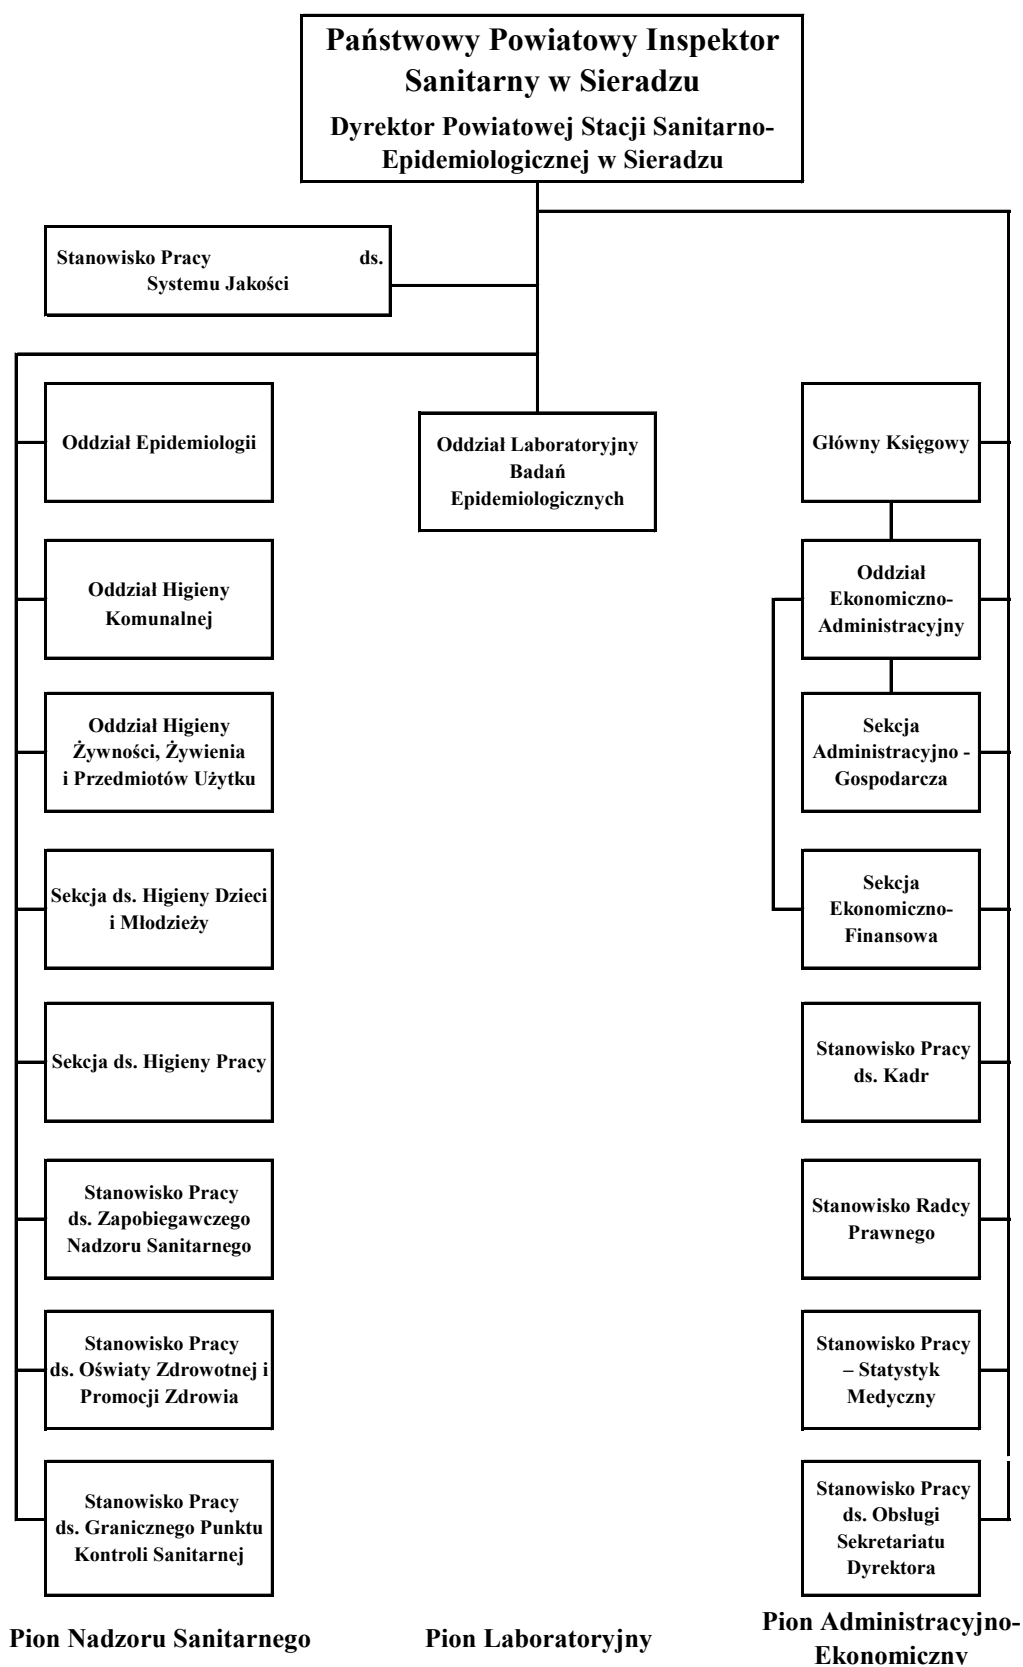 Państwowy Powiatowy Inspektor
Sanitarny w Sieradzu
Dyrektor Powiatowej Stacji Sanitarno-
Epidemiologicznej w Sieradzu
Stanowisko Pracy ds.
Systemu Jakości
Oddział Epidemiologii
Oddział Higieny
Komunalnej
Oddział Higieny
Żywności, Żywienia
i Przedmiotów Użytku
Sekcja ds. Higieny Dzieci
i Młodzieży
Sekcja ds. Higieny Pracy
Stanowisko Pracy
ds. Zapobiegawczego
Nadzoru Sanitarnego
Stanowisko Pracy
ds. Oświaty Zdrowotnej i
Promocji Zdrowia
Stanowisko Pracy
ds. Granicznego Punktu
Kontroli Sanitarnej
Pion Nadzoru Sanitarnego
Oddział Laboratoryjny
Badań
Epidemiologicznych
Pion Laboratoryjny
Główny Księgowy
Oddział
Ekonomiczno-
Administracyjny
Sekcja
Administracyjno -
Gospodarcza
Sekcja
Ekonomiczno-
Finansowa
Stanowisko Pracy
ds. Kadr
Stanowisko Radcy
Prawnego
Stanowisko Pracy
– Statystyk
Medyczny
Stanowisko Pracy
ds. Obsługi
Sekretariatu
Dyrektora
Pion Administracyjno-
Ekonomiczny